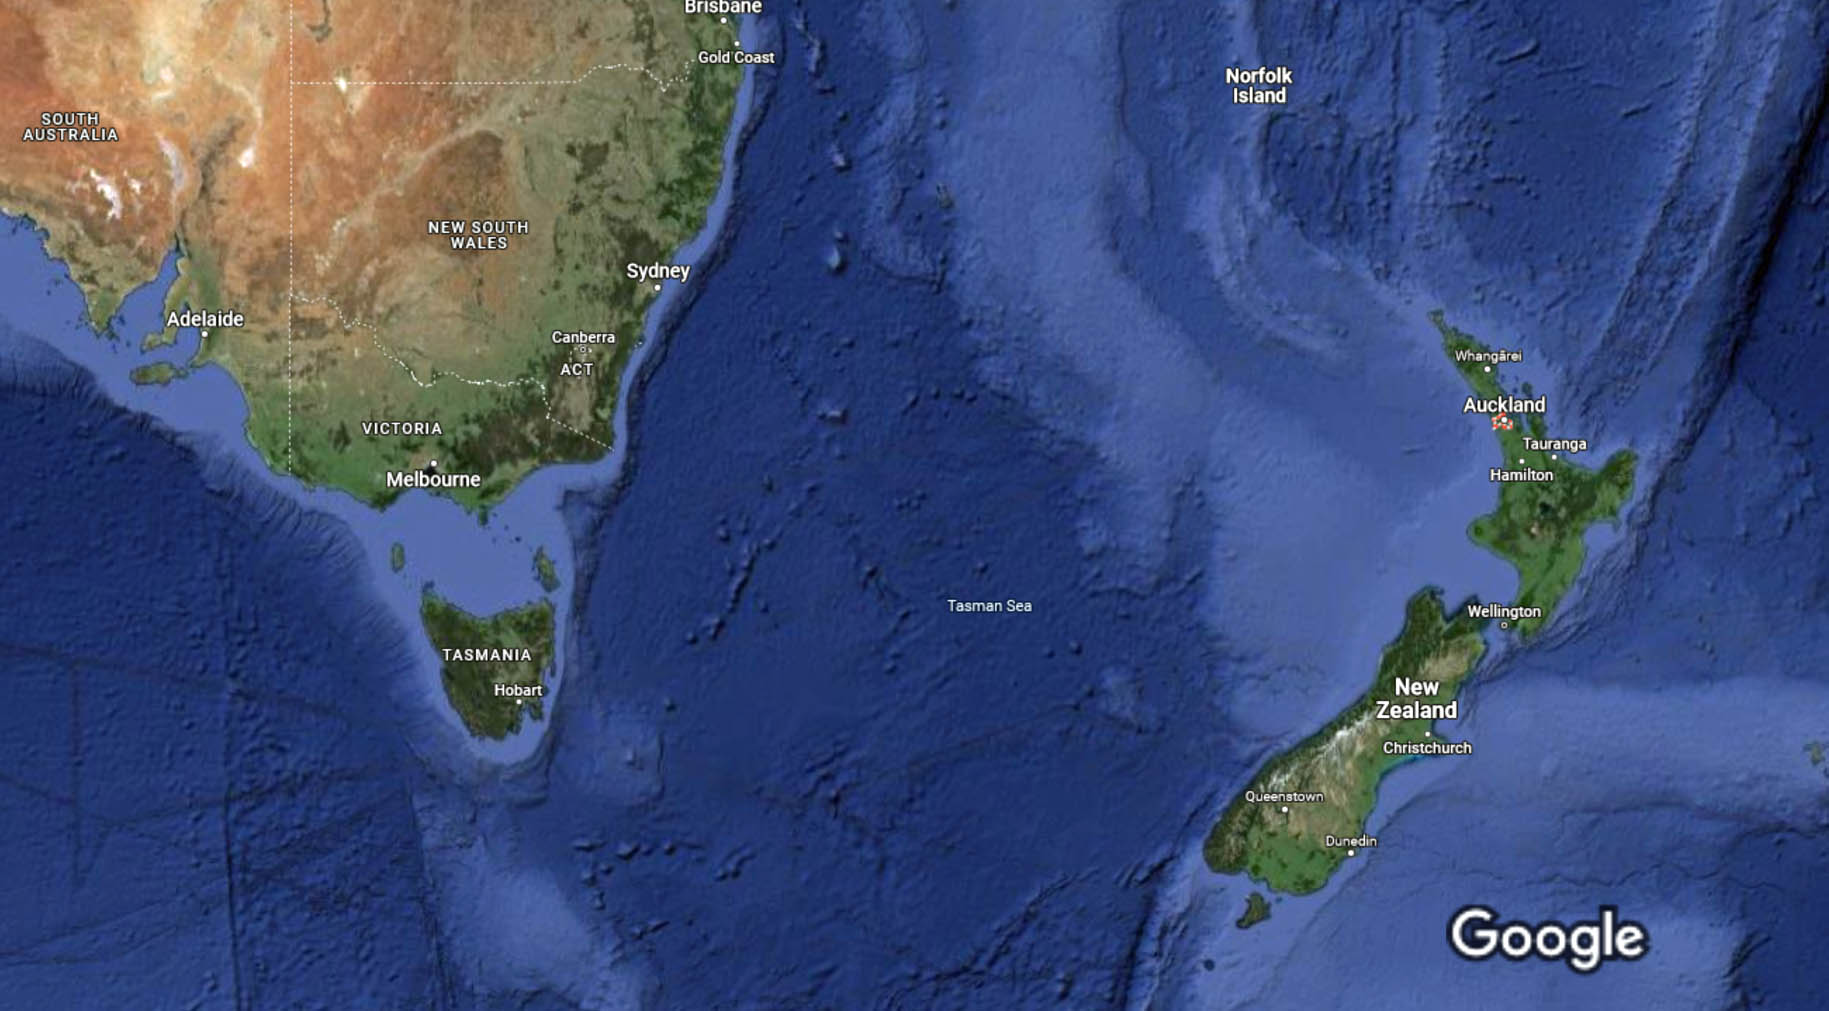 Brisbane
Gold Coast
Norfolk
Island
SOUTH
AUSTRALIA
NEW SOUTH
WALES
Sydney
Adelaide
Canberra
ACT
Whangārei
Auckland
Tauranga
Hamilton
VICTORIA
Melbourne
Tasman Sea
Wellington
TASMANIA
Hobart
New
Zealand
Christchurch
Queenstown
Dunedin
Google